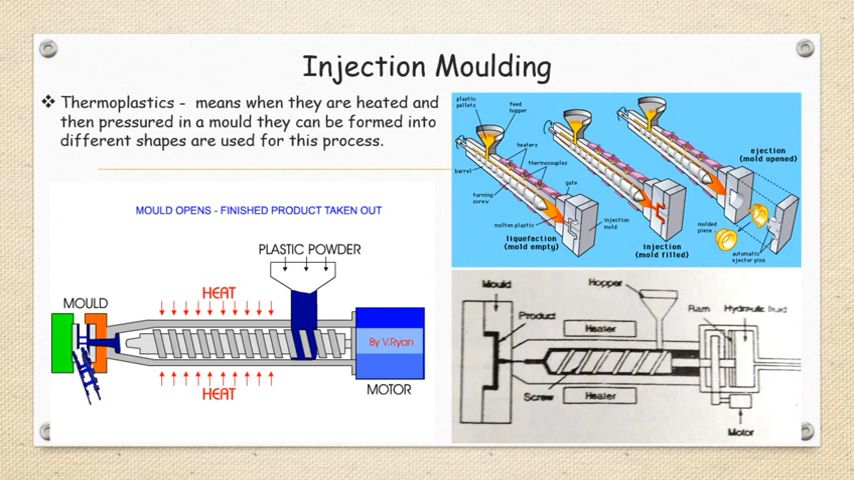 Injection Moulding
❖ Thermoplastics - means when they are heated and
then pressured in a mould they can be formed into
different shapes are used for this process.
MOULD OPENS - FINISHED PRODUCT TAKEN OUT
PLASTIC POWDER
HEAT
MOULD
By V.Ryan
HEAT
MOTOR
plastic
pellets
feed
hopper
heaters
thermocouples
barrel
turning
screw
gate
molten plastic
injection
mold
liquefaction
(mold empty)
injection
(mold filled)
ejection
(mold opened)
molded
piece
automatic
ejector pins
Mould
Hopper
Product
Heater
Ram
Hydraulic fluid
Screw
Heater
Motor